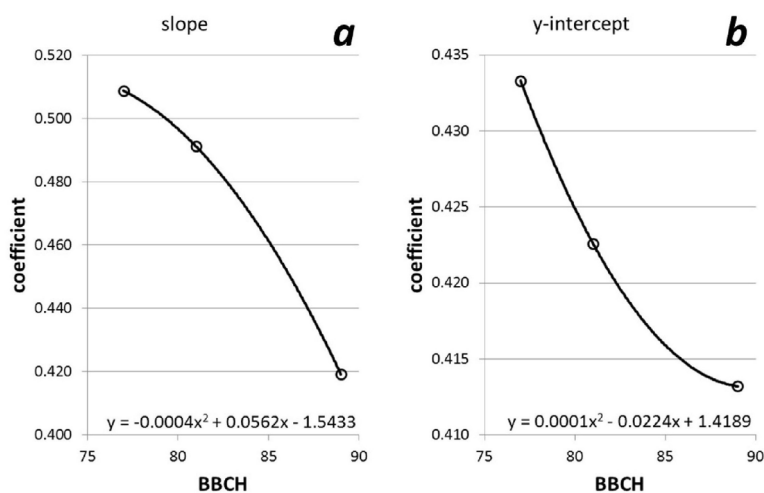 slope
a
0.520
0.500
0.480
0.460
0.440
0.420
0.400
coefficient
y = -0.0004x² + 0.0562x - 1.5433
75 80 85 90
BBCH
y-intercept
b
0.435
0.430
0.425
0.420
0.415
0.410
coefficient
y = 0.0001x² - 0.0224x + 1.4189
75 80 85 90
BBCH